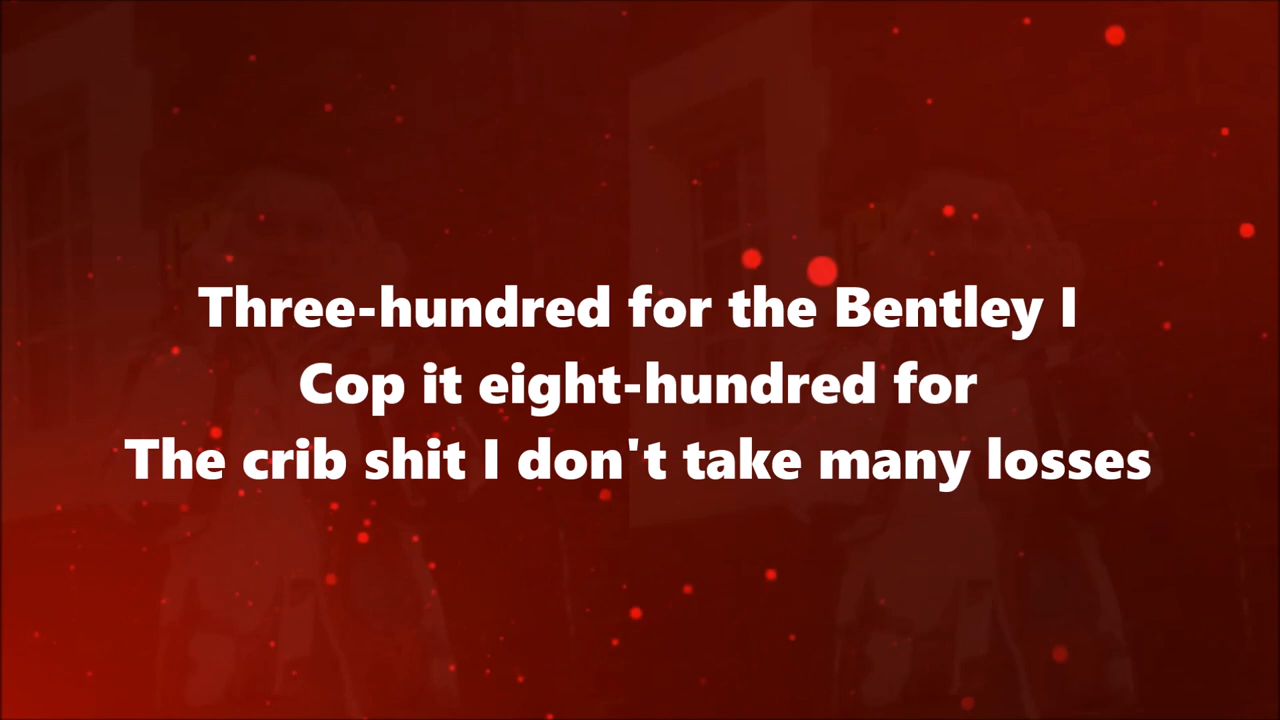 Three-hundred for the Bentley I
Cop it eight-hundred for
The crib shit I don't take many losses